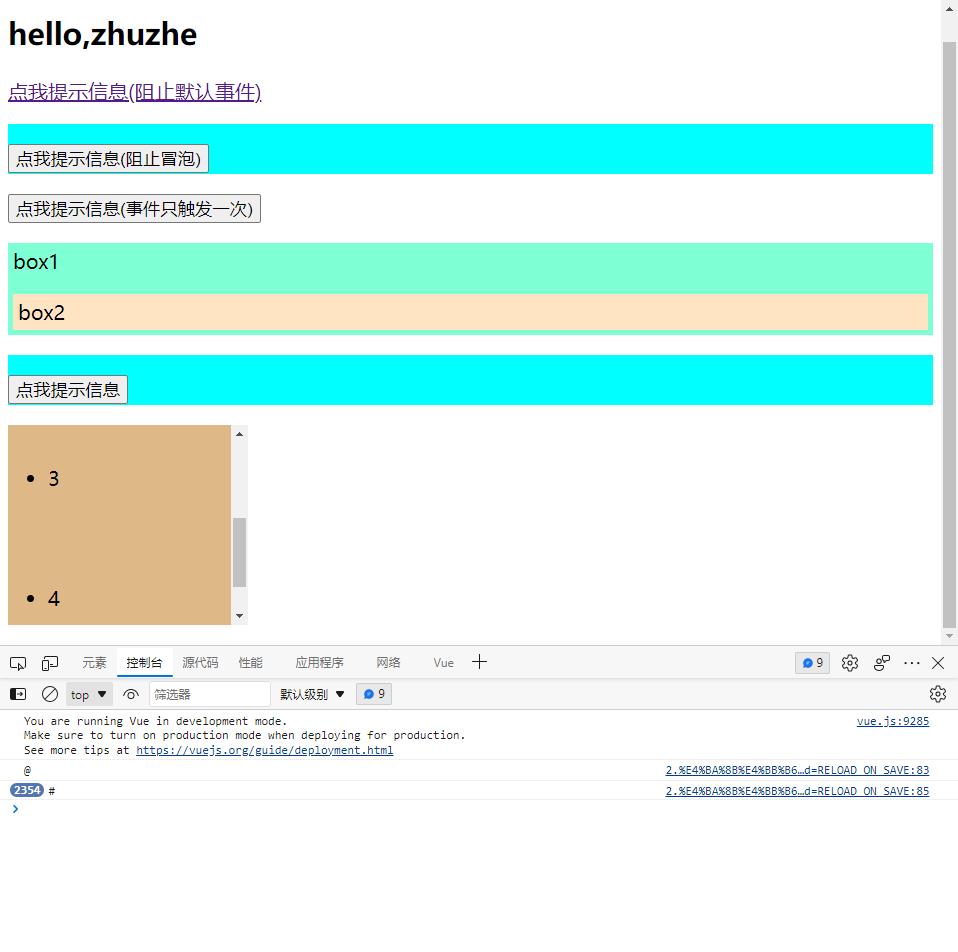 hello,zhuzhe
点我提示信息(阻止默认事件)
点我提示信息(阻止冒泡)
点我提示信息(事件只触发一次)
box1
box2
点我提示信息
3
4
元素 控制台 源代码 性能 应用程序 网络 Vue 9
top 筛选器 默认级别 9
You are running Vue in development mode. vue.js:9285
Make sure to turn on production mode when deploying for production.
See more tips at https://vuejs.org/guide/deployment.html
@ 2.%E4%BA%8B%E4%BB%B6…d=RELOAD_ON_SAVE:83
2354 # 2.%E4%BA%8B%E4%BB%B6…d=RELOAD_ON_SAVE:85